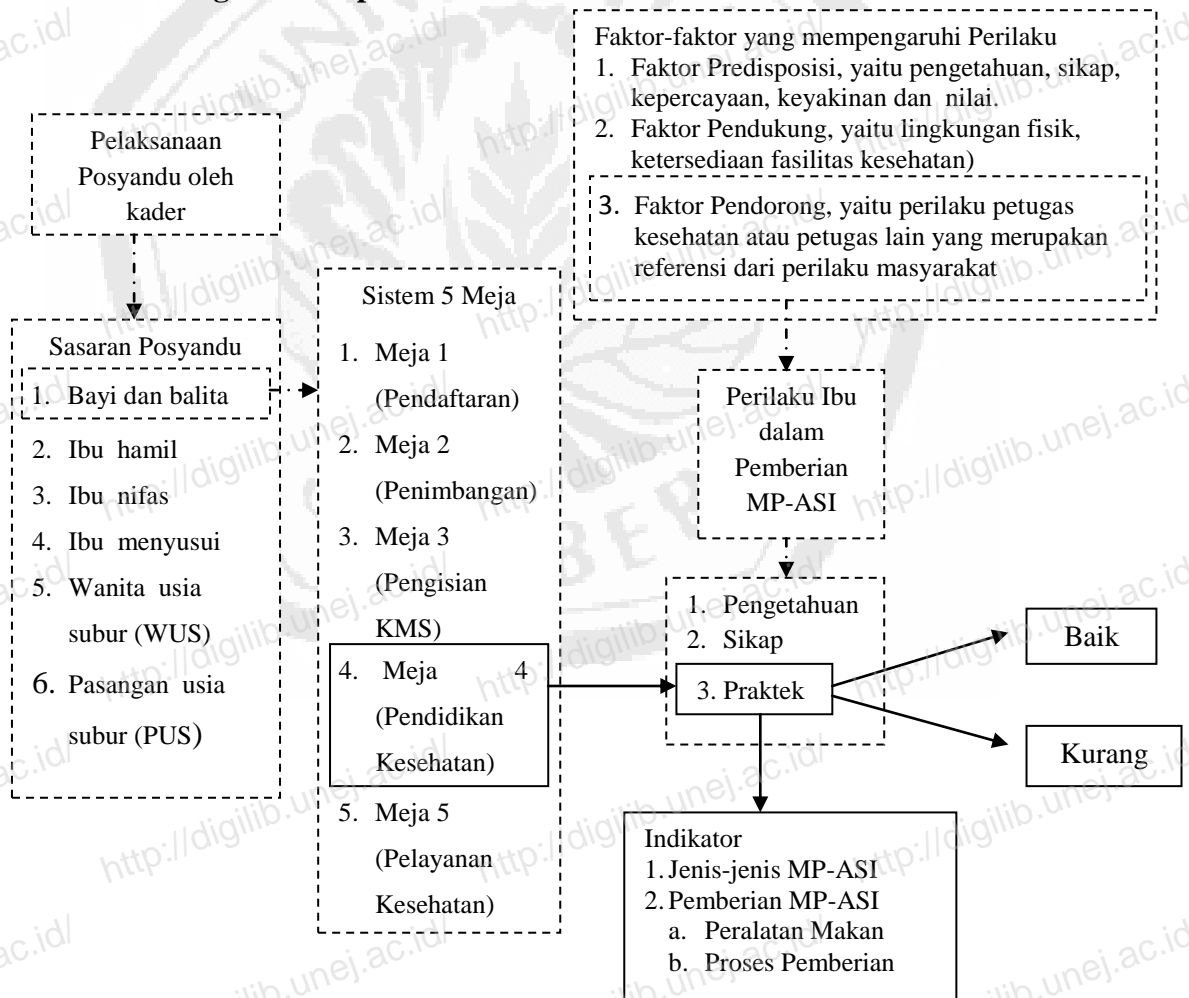 Faktor-faktor yang mempengaruhi Perilaku
1. Faktor Predisposisi, yaitu pengetahuan, sikap,
kepercayaan, keyakinan dan nilai.
2. Faktor Pendukung, yaitu lingkungan fisik,
ketersediaan fasilitas kesehatan)
3. Faktor Pendorong, yaitu perilaku petugas
kesehatan atau petugas lain yang merupakan
referensi dari perilaku masyarakat
Pelaksanaan
Posyandu oleh
kader
Sasaran Posyandu
1. Bayi dan balita
2. Ibu hamil
3. Ibu nifas
4. Ibu menyusui
5. Wanita usia
subur (WUS)
6. Pasangan usia
subur (PUS)
Sistem 5 Meja
1. Meja 1
(Pendaftaran)
2. Meja 2
(Penimbangan)
3. Meja 3
(Pengisian
KMS)
4. Meja 4
(Pendidikan
Kesehatan)
5. Meja 5
(Pelayanan
Kesehatan)
Perilaku Ibu
dalam
Pemberian
MP-ASI
1. Pengetahuan
2. Sikap
3. Praktek
Baik
Kurang
Indikator
1. Jenis-jenis MP-ASI
2. Pemberian MP-ASI
a. Peralatan Makan
b. Proses Pemberian
http://digilib.unej.ac.id/